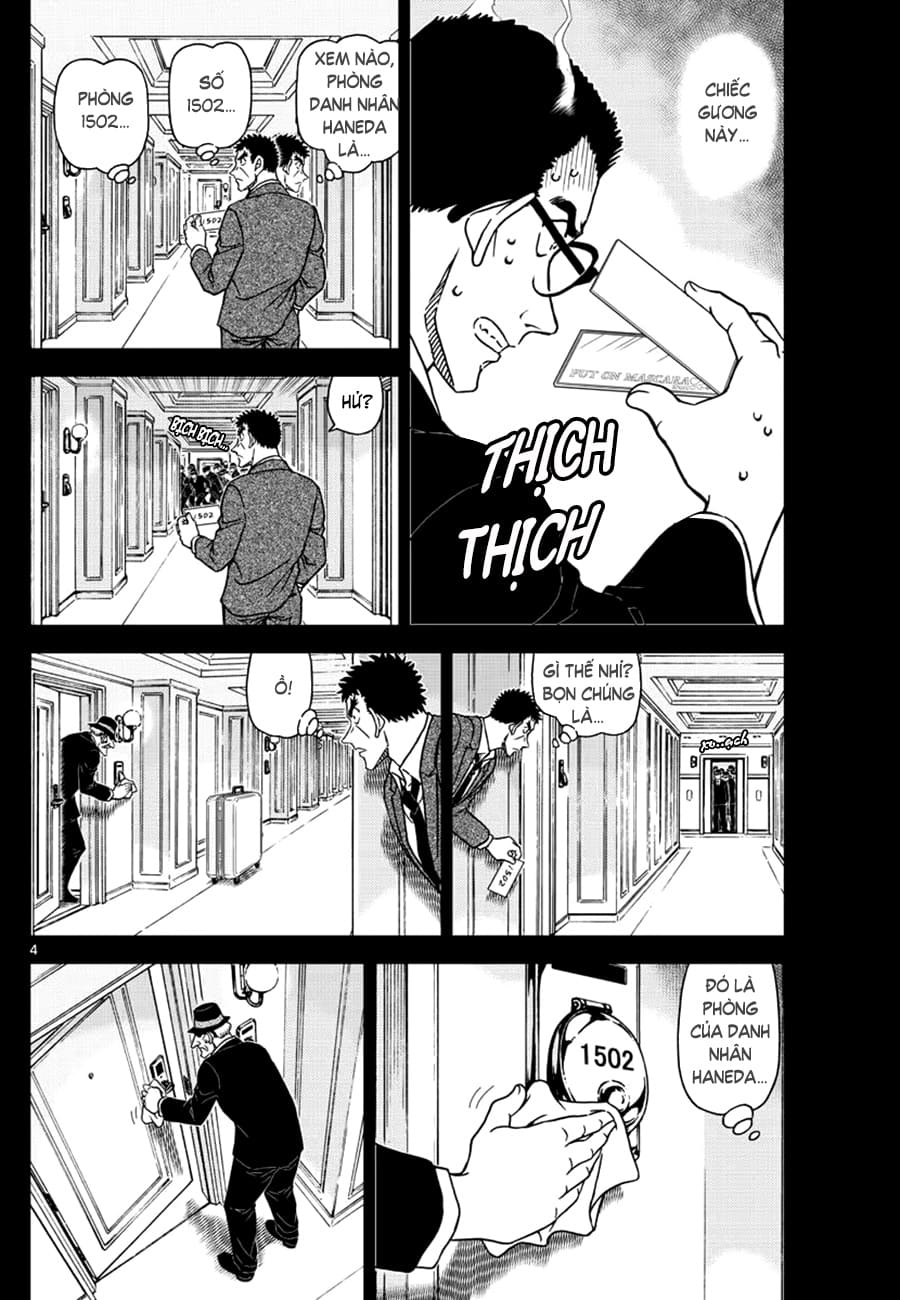 CHIẾC
GƯƠNG
NÀY...
PUT ON MASCARA
THỊCH
THỊCH
XEM NÀO,
PHÒNG
DANH NHÂN
HANEDA
LÀ...
SỐ
1502...
PHÒNG
1502...
1502
HỬ?
BỊCH BỊCH...
1502
GÌ THẾ NHỈ?
BỌN CHÚNG
LÀ...
1502
Ồ!
4
ĐÓ LÀ
PHÒNG
CỦA DANH
NHÂN
HANEDA...
1502